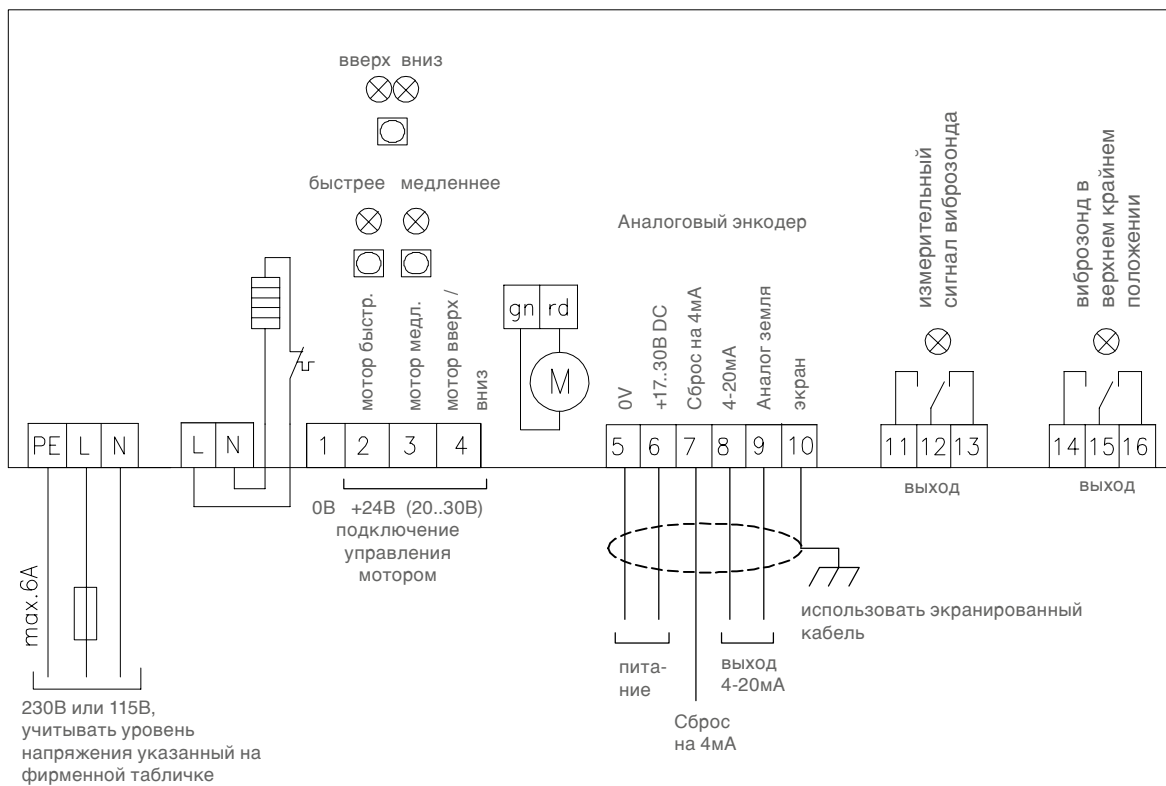 вверх вниз
быстрее медленнее
мотор быстр.
мотор медл.
мотор вверх /
вниз
gn rd
M
Аналоговый энкодер
0V
+17..30В DC
Сброс на 4мА
4-20мА
Аналог земля
экран
измерительный
сигнал виброзонда
виброзонд в
верхнем крайнем
положении
PE L N
L N
1 2 3 4
5 6 7 8 9 10
11 12 13
14 15 16
0В +24В (20..30В)
подключение
управления
мотором
выход
выход
max.6A
использовать экранированный
кабель
пита-
ние
выход
4-20мА
Сброс
на 4мА
230В или 115В,
учитывать уровень
напряжения указанный на
фирменной табличке